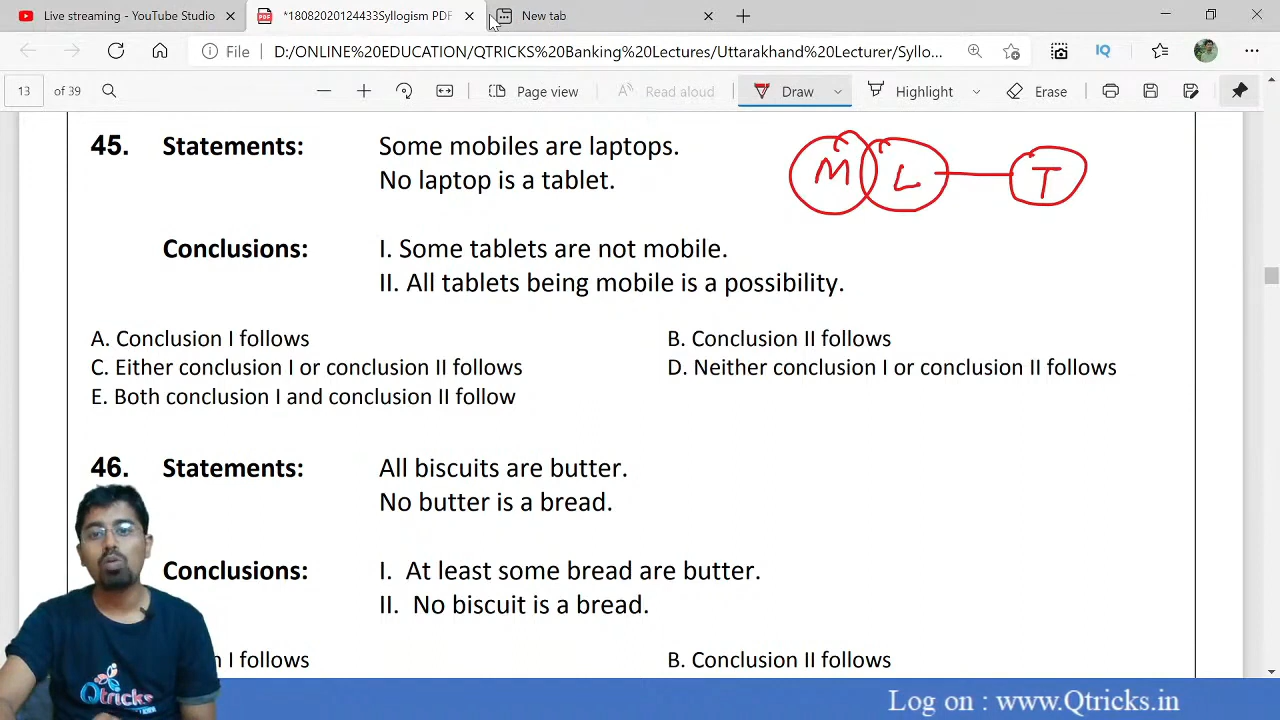 Live streaming - YouTube Studio
*18082020124433Syllogism PDF
New tab
File
D:/ONLINE%20EDUCATION/QTRICKS%20Banking%20Lectures/Uttarakhand%20Lecturer/Syllo...
IQ
13 of 39
Page view
Read aloud
Draw
Highlight
Erase
45. Statements: Some mobiles are laptops.
No laptop is a tablet.
M L T
Conclusions: I. Some tablets are not mobile.
II. All tablets being mobile is a possibility.
A. Conclusion I follows
B. Conclusion II follows
C. Either conclusion I or conclusion II follows
D. Neither conclusion I or conclusion II follows
E. Both conclusion I and conclusion II follow
46. Statements: All biscuits are butter.
No butter is a bread.
Conclusions: I. At least some bread are butter.
II. No biscuit is a bread.
n I follows
B. Conclusion II follows
Qtricks
Log on : www.Qtricks.in